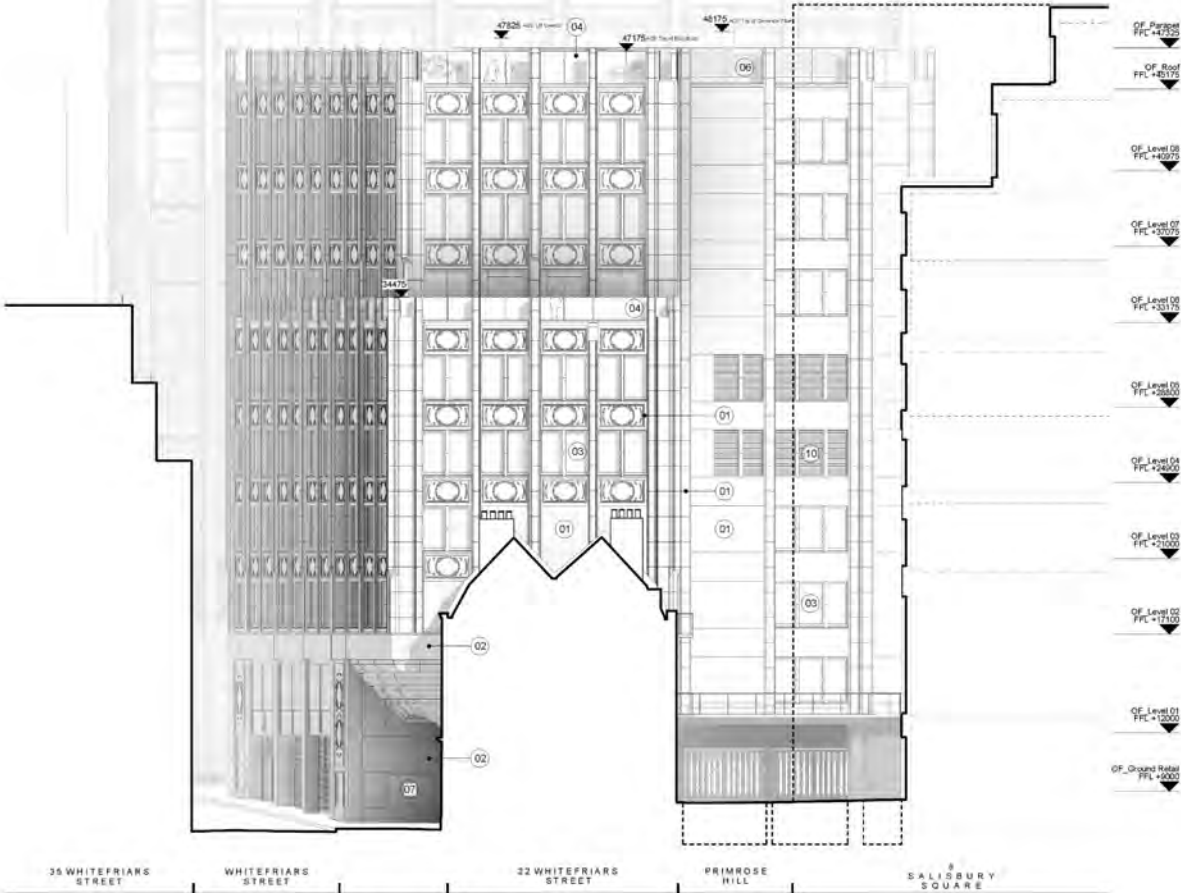 47825
04
47175
48175
06
34475
04
01
03
10
01
01
01
03
02
02
07
OF_Parapet
FFL +47325
OF_Roof
FFL +45175
OF_Level 08
FFL +40975
OF_Level 07
FFL +37075
OF_Level 06
FFL +33175
OF_Level 05
FFL +28800
OF_Level 04
FFL +24900
OF_Level 03
FFL +21000
OF_Level 02
FFL +17100
OF_Level 01
FFL +12000
OF_Ground Retail
FFL +9000
35 WHITEFRIARS
STREET
WHITEFRIARS
STREET
22 WHITEFRIARS
STREET
PRIMROSE
HILL
SALISBURY
SQUARE